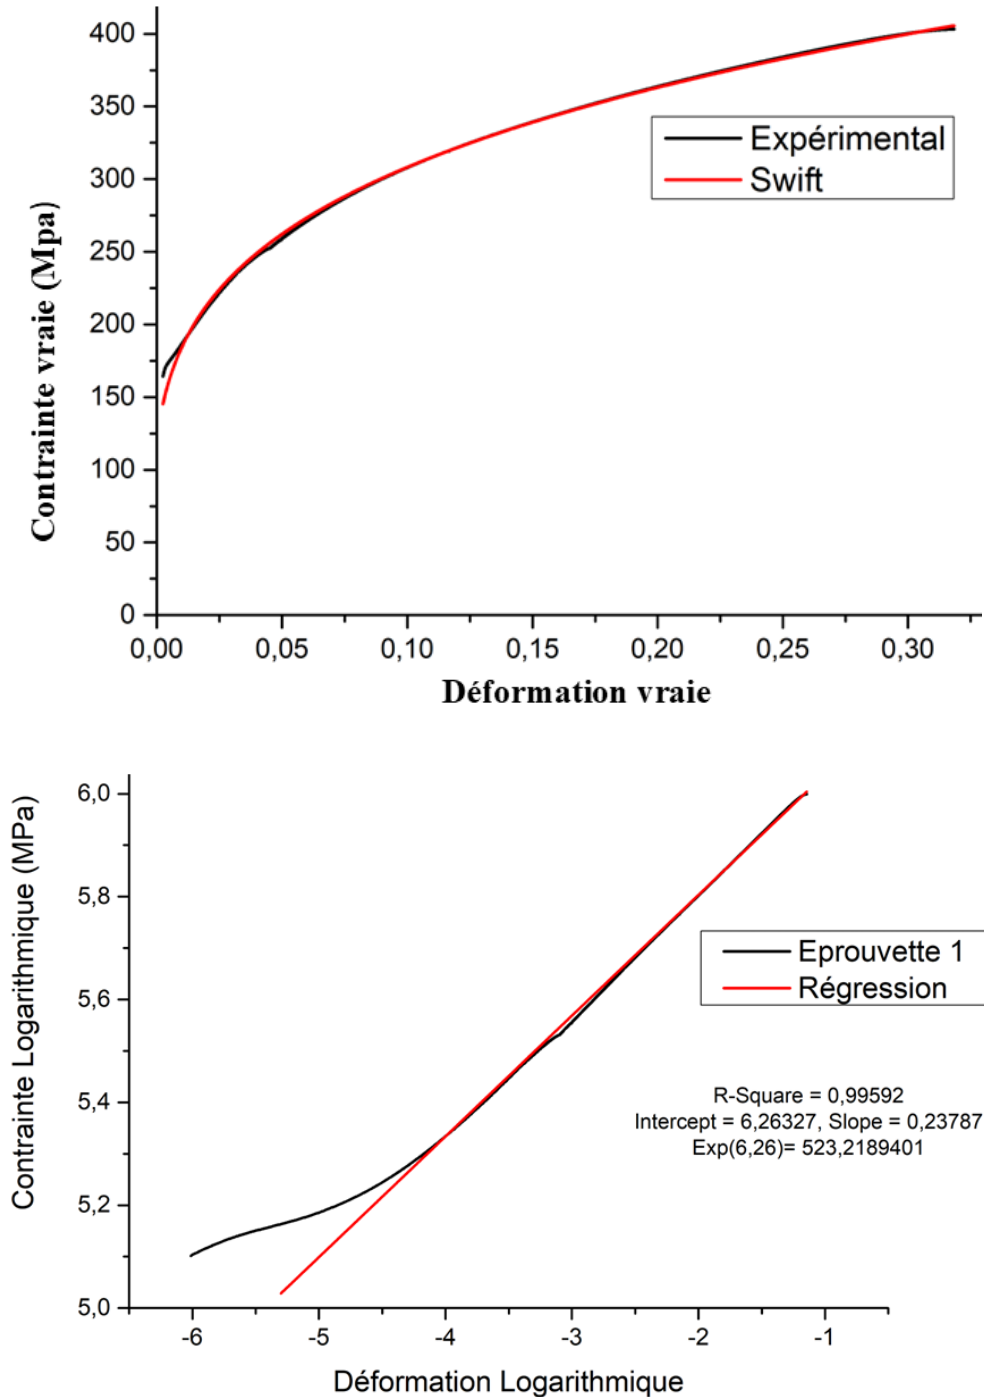 400
350
300
250
200
150
100
50
0
Contrainte vraie (Mpa)
Expérimental
Swift
0,00 0,05 0,10 0,15 0,20 0,25 0,30
Déformation vraie
6,0
5,8
5,6
5,4
5,2
5,0
Contrainte Logarithmique (MPa)
Eprouvette 1
Régression
R-Square = 0,99592
Intercept = 6,26327, Slope = 0,23787
Exp(6,26)= 523,2189401
-6 -5 -4 -3 -2 -1
Déformation Logarithmique